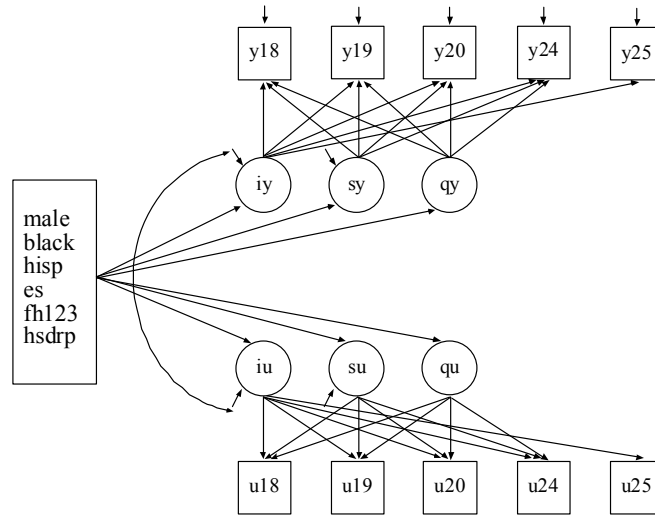 y18 y19 y20 y24 y25
iy sy qy
male
black
hisp
es
fh123
hsdrp
iu su qu
u18 u19 u20 u24 u25